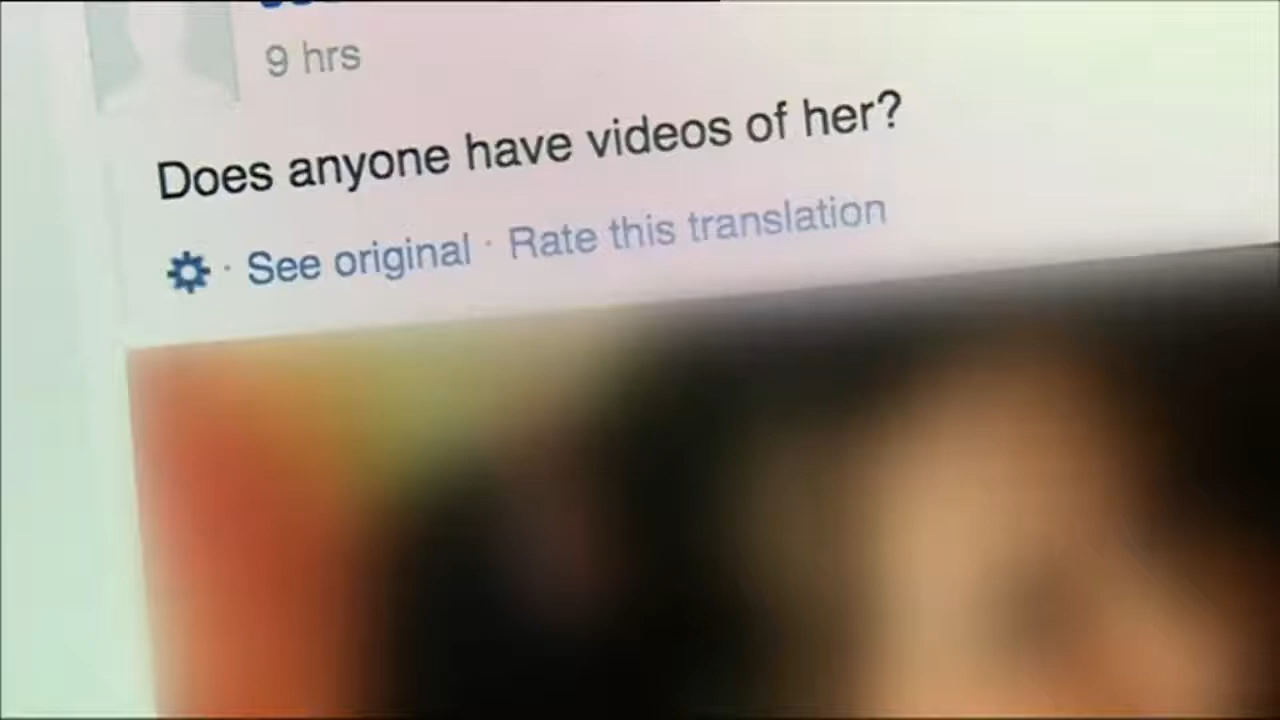 9 hrs
Does anyone have videos of her?
· See original · Rate this translation